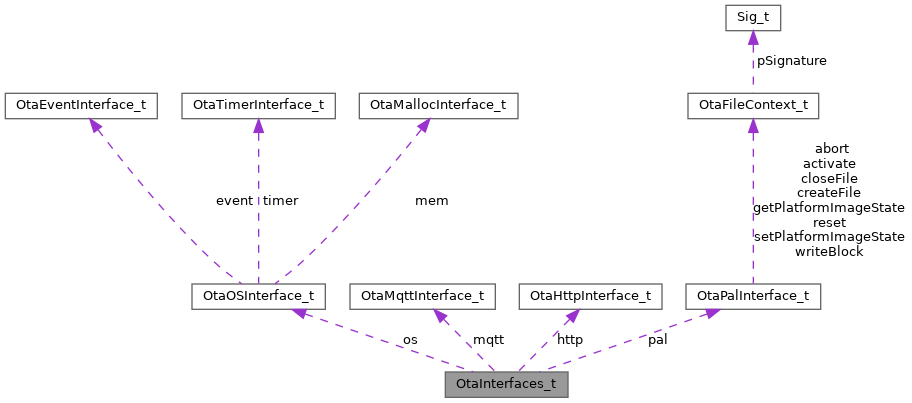 Sig_t
pSignature
OtaEventInterface_t
OtaTimerInterface_t
OtaMallocInterface_t
OtaFileContext_t
abort
activate
closeFile
createFile
getPlatformImageState
reset
setPlatformImageState
writeBlock
event
timer
mem
OtaOSInterface_t
OtaMqttInterface_t
OtaHttpInterface_t
OtaPalInterface_t
os
mqtt
http
pal
OtaInterfaces_t